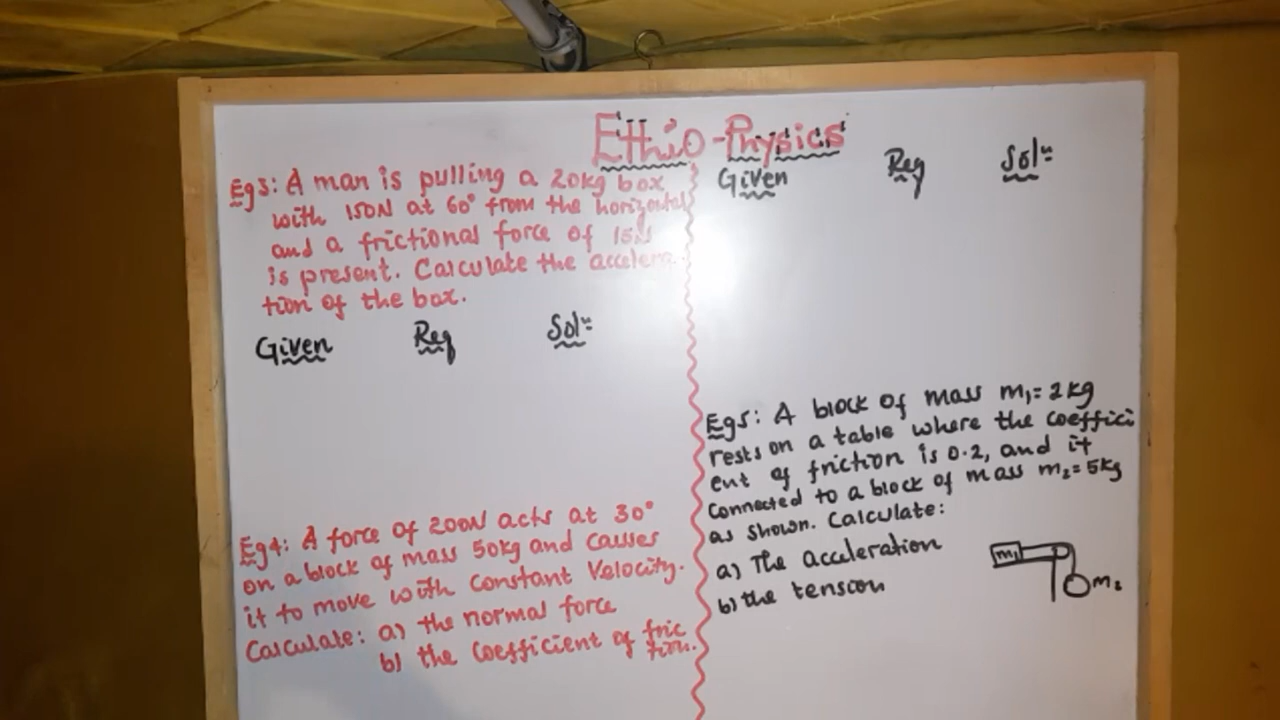 Ethio-Physics
Eg3: A man is pulling a 20kg box
with 150N at 60° from the horizontal
and a frictional force of 15N
is present. Calculate the accelera
tion of the box.
Given Req Sol=
Eg4: A force of 200N acts at 30°
on a block of mass 50kg and causes
it to move with constant velocity.
Calculate: a) the normal force
b) the coefficient of fric
tion.
Given Req Sol=
Eg5: A block of mass m₁= 2kg
rests on a table where the coeffici
ent of friction is 0.2, and it
connected to a block of mass m₂= 5kg
as shown. Calculate:
a) The acceleration
b) the tension
m₁
m₂